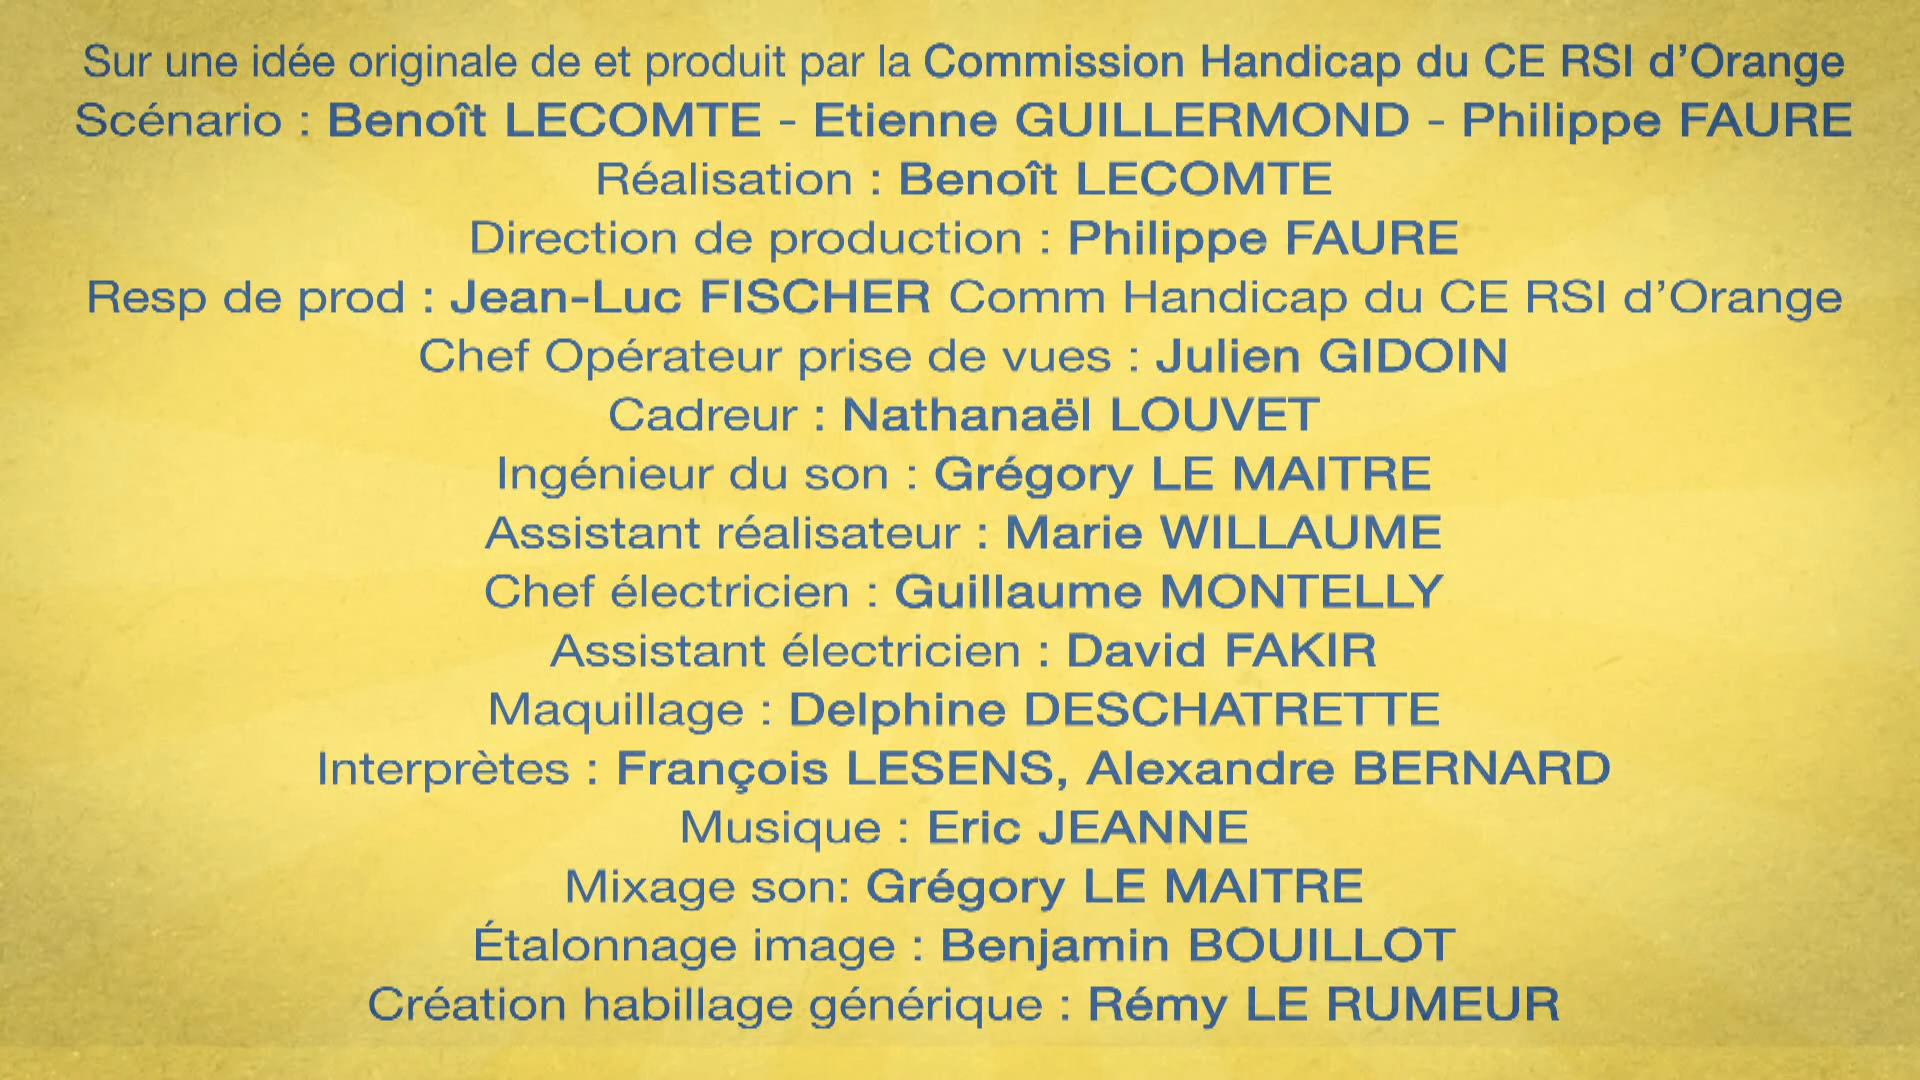 Sur une idée originale de et produit par la Commission Handicap du CE RSI d’Orange
Scénario : Benoît LECOMTE - Etienne GUILLERMOND - Philippe FAURE
Réalisation : Benoît LECOMTE
Direction de production : Philippe FAURE
Resp de prod : Jean-Luc FISCHER Comm Handicap du CE RSI d’Orange
Chef Opérateur prise de vues : Julien GIDOIN
Cadreur : Nathanaël LOUVET
Ingénieur du son : Grégory LE MAITRE
Assistant réalisateur : Marie WILLAUME
Chef électricien : Guillaume MONTELLY
Assistant électricien : David FAKIR
Maquillage : Delphine DESCHATRETTE
Interprètes : François LESENS, Alexandre BERNARD
Musique : Eric JEANNE
Mixage son: Grégory LE MAITRE
Étalonnage image : Benjamin BOUILLOT
Création habillage générique : Rémy LE RUMEUR